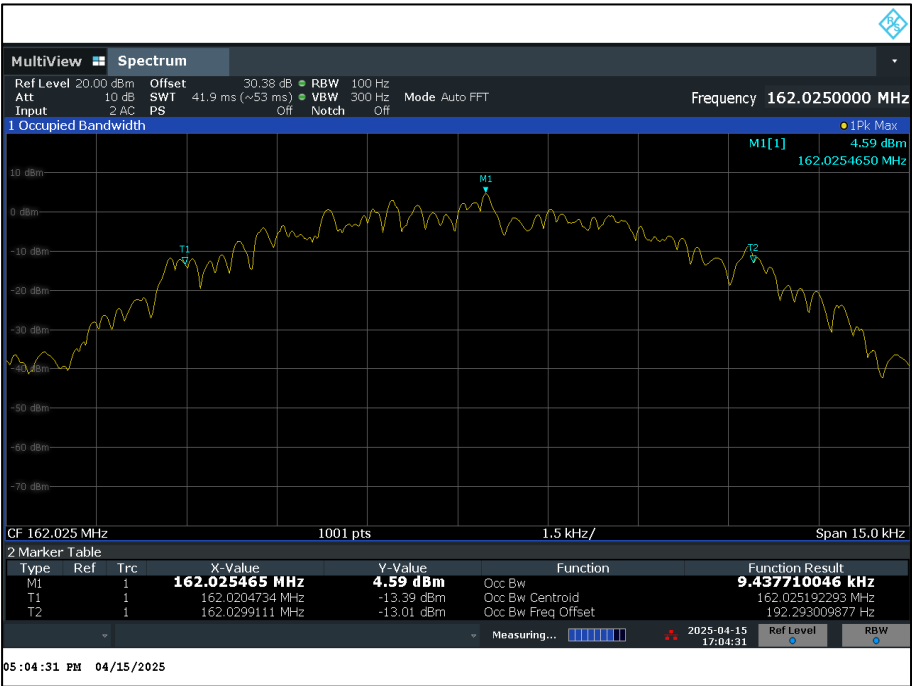 R&S
MultiView Spectrum
Ref Level 20.00 dBm Offset 30.38 dB RBW 100 Hz
Att 10 dB SWT 41.9 ms (~53 ms) VBW 300 Hz Mode Auto FFT
Input 2 AC PS Off Notch Off
Frequency 162.0250000 MHz
1 Occupied Bandwidth 1Pk Max
M1[1] 4.59 dBm
162.0254650 MHz
10 dBm
M1
0 dBm
T1
T2
-10 dBm
-20 dBm
-30 dBm
-40 dBm
-50 dBm
-60 dBm
-70 dBm
CF 162.025 MHz 1001 pts 1.5 kHz/ Span 15.0 kHz
2 Marker Table
Type Ref Trc X-Value Y-Value Function Function Result
M1 1 162.025465 MHz 4.59 dBm Occ Bw 9.437710046 kHz
T1 1 162.0204734 MHz -13.39 dBm Occ Bw Centroid 162.025192293 MHz
T2 1 162.0299111 MHz -13.01 dBm Occ Bw Freq Offset 192.293009877 Hz
Measuring... 2025-04-15 Ref Level RBW
17:04:31
05:04:31 PM 04/15/2025